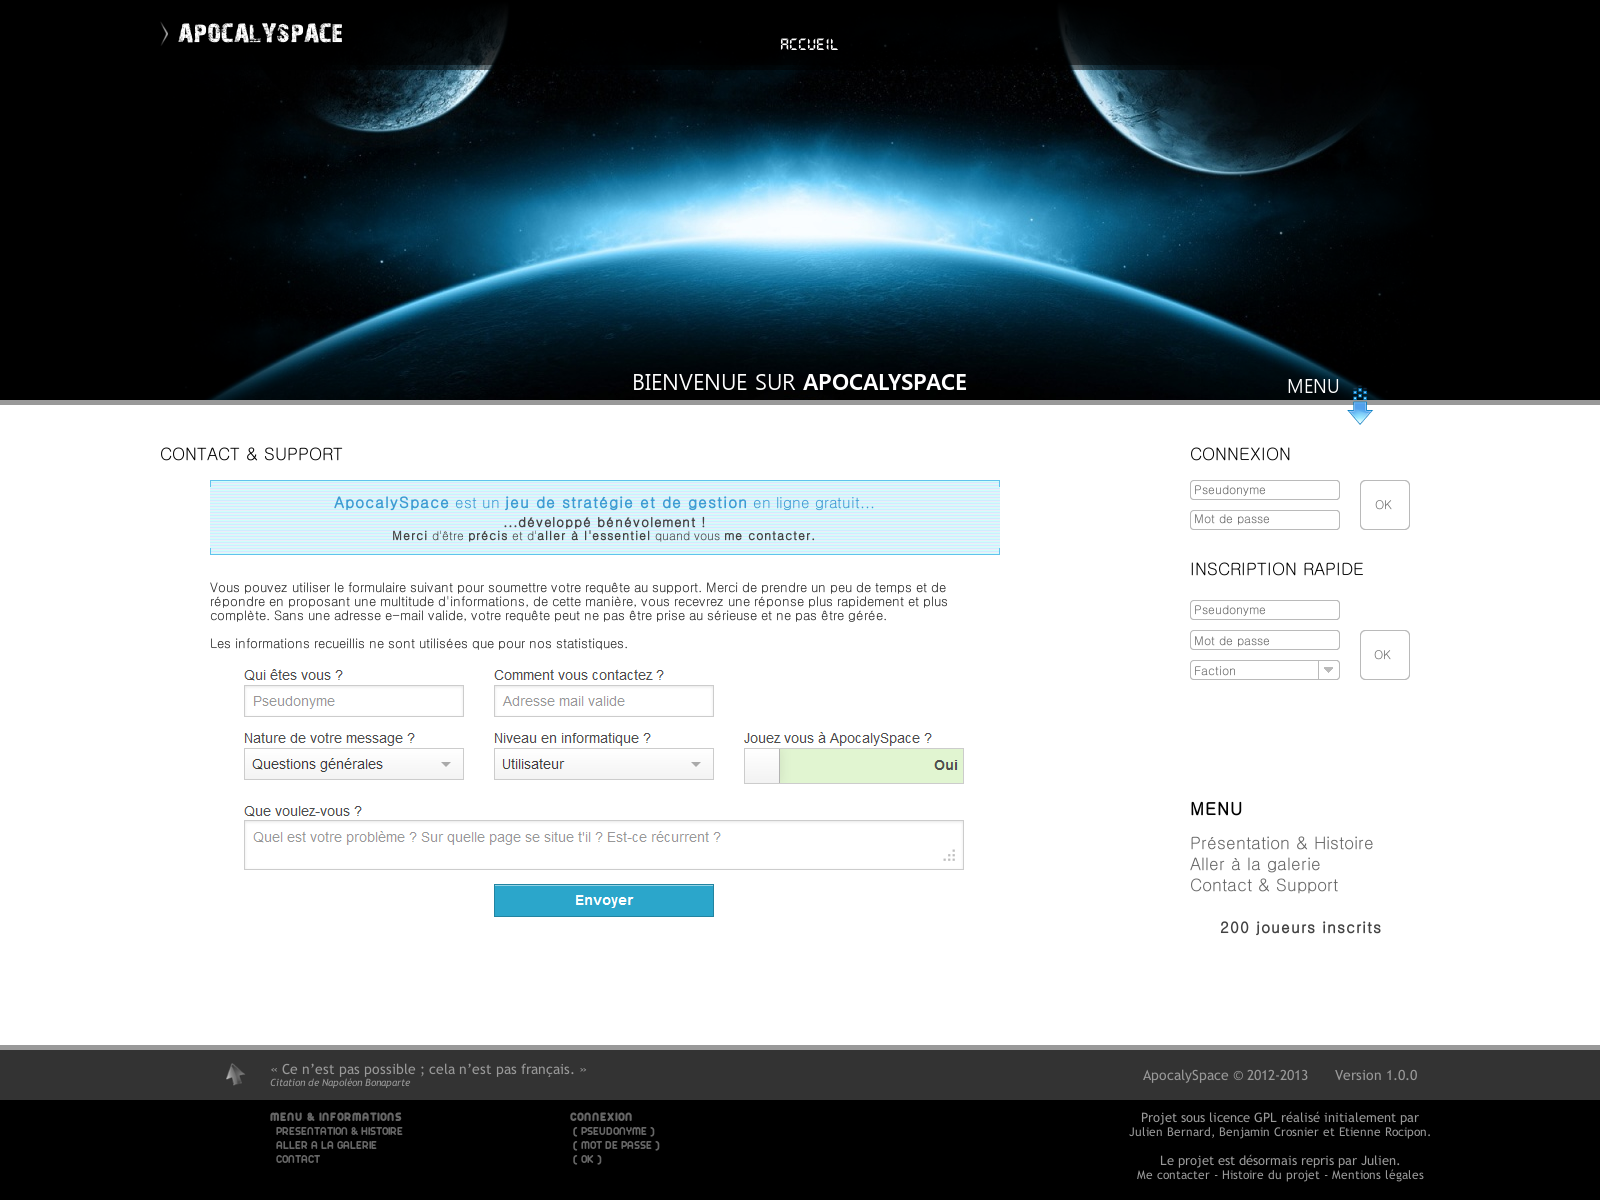 APOCALYSPACE
ACCUEIL
BIENVENUE SUR APOCALYSPACE
MENU
CONTACT & SUPPORT
ApocalySpace est un jeu de stratégie et de gestion en ligne gratuit...
...développé bénévolement !
Merci d'être précis et d'aller à l'essentiel quand vous me contacter.
Vous pouvez utiliser le formulaire suivant pour soumettre votre requête au support. Merci de prendre un peu de temps et de
répondre en proposant une multitude d'informations, de cette manière, vous recevrez une réponse plus rapidement et plus
complète. Sans une adresse e-mail valide, votre requête peut ne pas être prise au sérieuse et ne pas être gérée.
Les informations recueillis ne sont utilisées que pour nos statistiques.
Qui êtes vous ?
Pseudonyme
Comment vous contactez ?
Adresse mail valide
Nature de votre message ?
Questions générales
Niveau en informatique ?
Utilisateur
Jouez vous à ApocalySpace ?
Oui
Que voulez-vous ?
Quel est votre problème ? Sur quelle page se situe t'il ? Est-ce récurrent ?
Envoyer
CONNEXION
Pseudonyme
Mot de passe
OK
INSCRIPTION RAPIDE
Pseudonyme
Mot de passe
Faction
OK
MENU
Présentation & Histoire
Aller à la galerie
Contact & Support
200 joueurs inscrits
« Ce n'est pas possible ; cela n'est pas français. »
Citation de Napoléon Bonaparte
ApocalySpace © 2012-2013 Version 1.0.0
MENU & INFORMATIONS
PRESENTATION & HISTOIRE
ALLER A LA GALERIE
CONTACT
CONNEXION
( PSEUDONYME )
( MOT DE PASSE )
( OK )
Projet sous licence GPL réalisé initialement par
Julien Bernard, Benjamin Crosnier et Etienne Rocipon.
Le projet est désormais repris par Julien.
Me contacter - Histoire du projet - Mentions légales